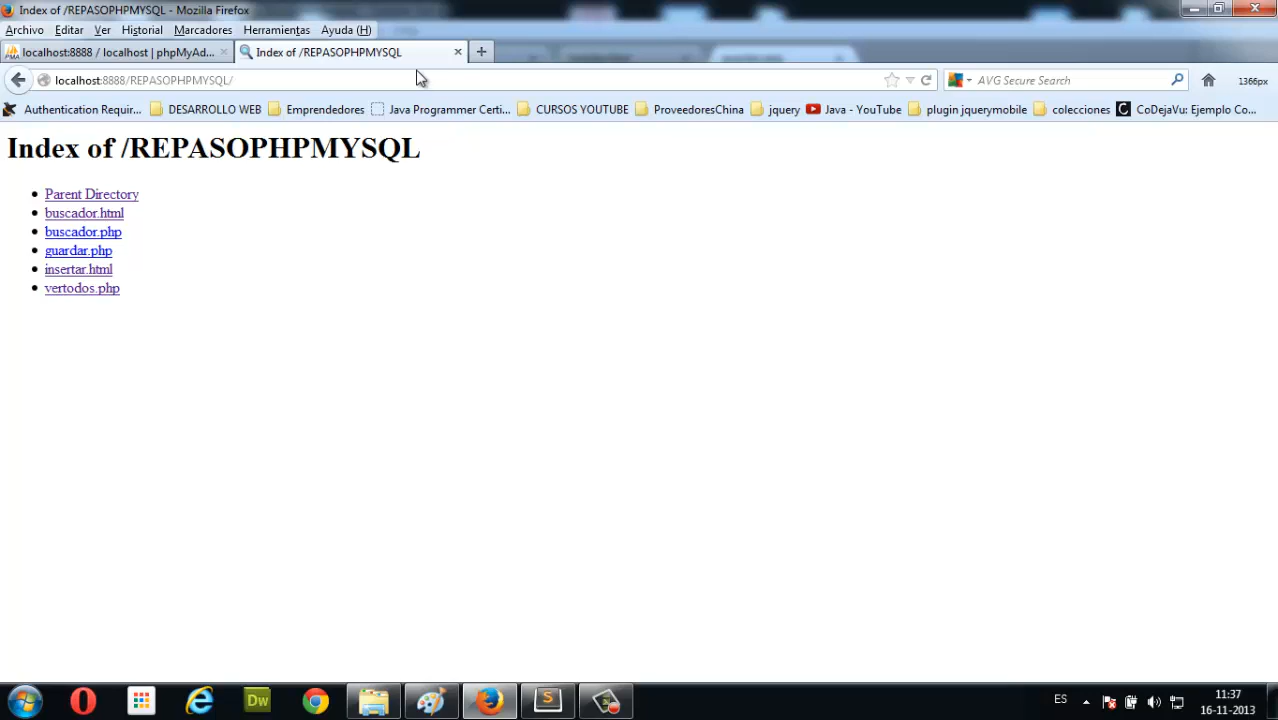 Index of /REPASOPHPMYSQL - Mozilla Firefox
Archivo Editar Ver Historial Marcadores Herramientas Ayuda (H)
localhost:8888 / localhost | phpMyAd... Index of /REPASOPHPMYSQL
localhost:8888/REPASOPHPMYSQL/ AVG Secure Search 1366px
Authentication Requir... DESARROLLO WEB Emprendedores Java Programmer Certi... CURSOS YOUTUBE ProveedoresChina jquery Java - YouTube plugin jquerymobile colecciones CoDejaVu: Ejemplo Co...
Index of /REPASOPHPMYSQL
Parent Directory
buscador.html
buscador.php
guardar.php
insertar.html
vertodos.php
Dw S ES 11:37
16-11-2013